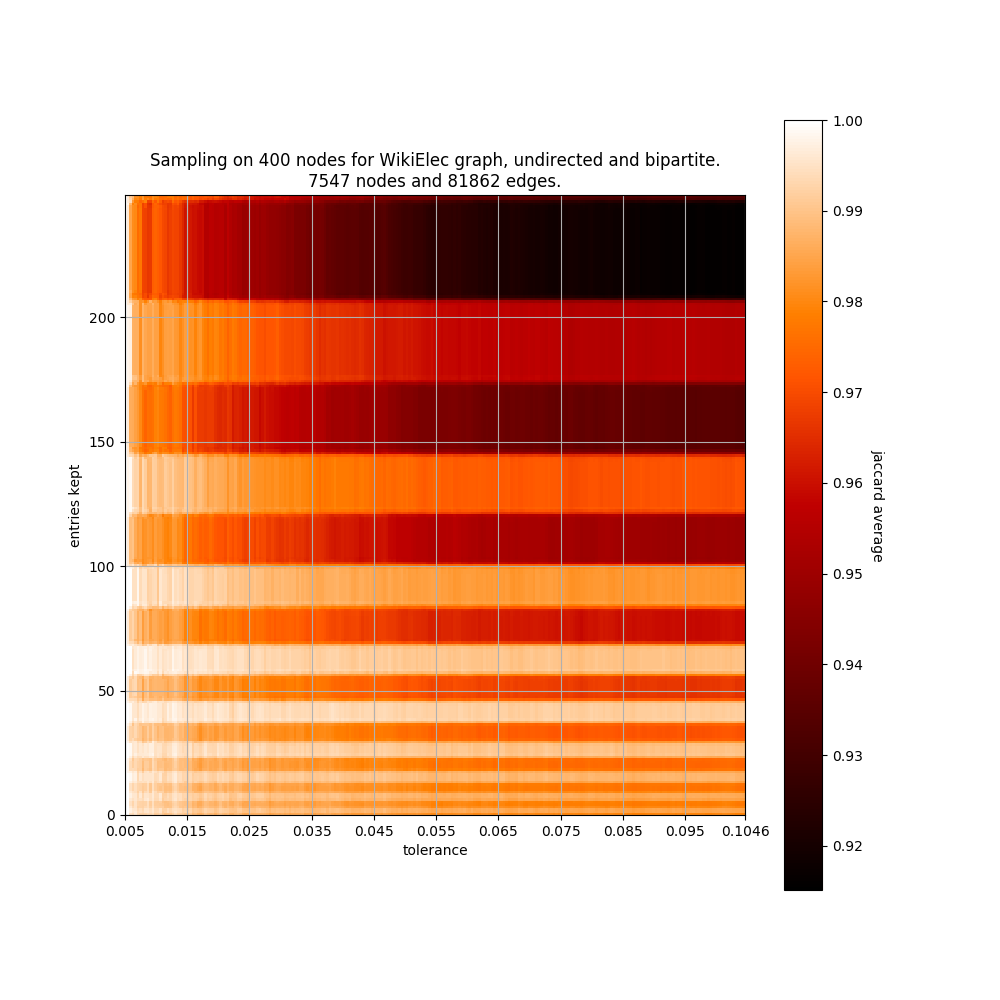 Sampling on 400 nodes for WikiElec graph, undirected and bipartite.
7547 nodes and 81862 edges.
entries kept
200
150
100
50
0
0.005 0.015 0.025 0.035 0.045 0.055 0.065 0.075 0.085 0.095 0.1046
tolerance
1.00
0.99
0.98
0.97
0.96
0.95
0.94
0.93
0.92
jaccard average